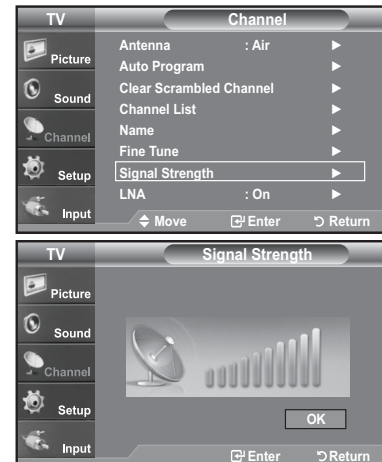 TV Channel
Picture
Sound
Channel
Setup
Input
Antenna : Air ►
Auto Program ►
Clear Scrambled Channel ►
Channel List ►
Name ►
Fine Tune ►
Signal Strength ►
LNA : On ►
Move Enter Return
TV Signal Strength
Picture
Sound
Channel
Setup
Input
OK
Enter Return